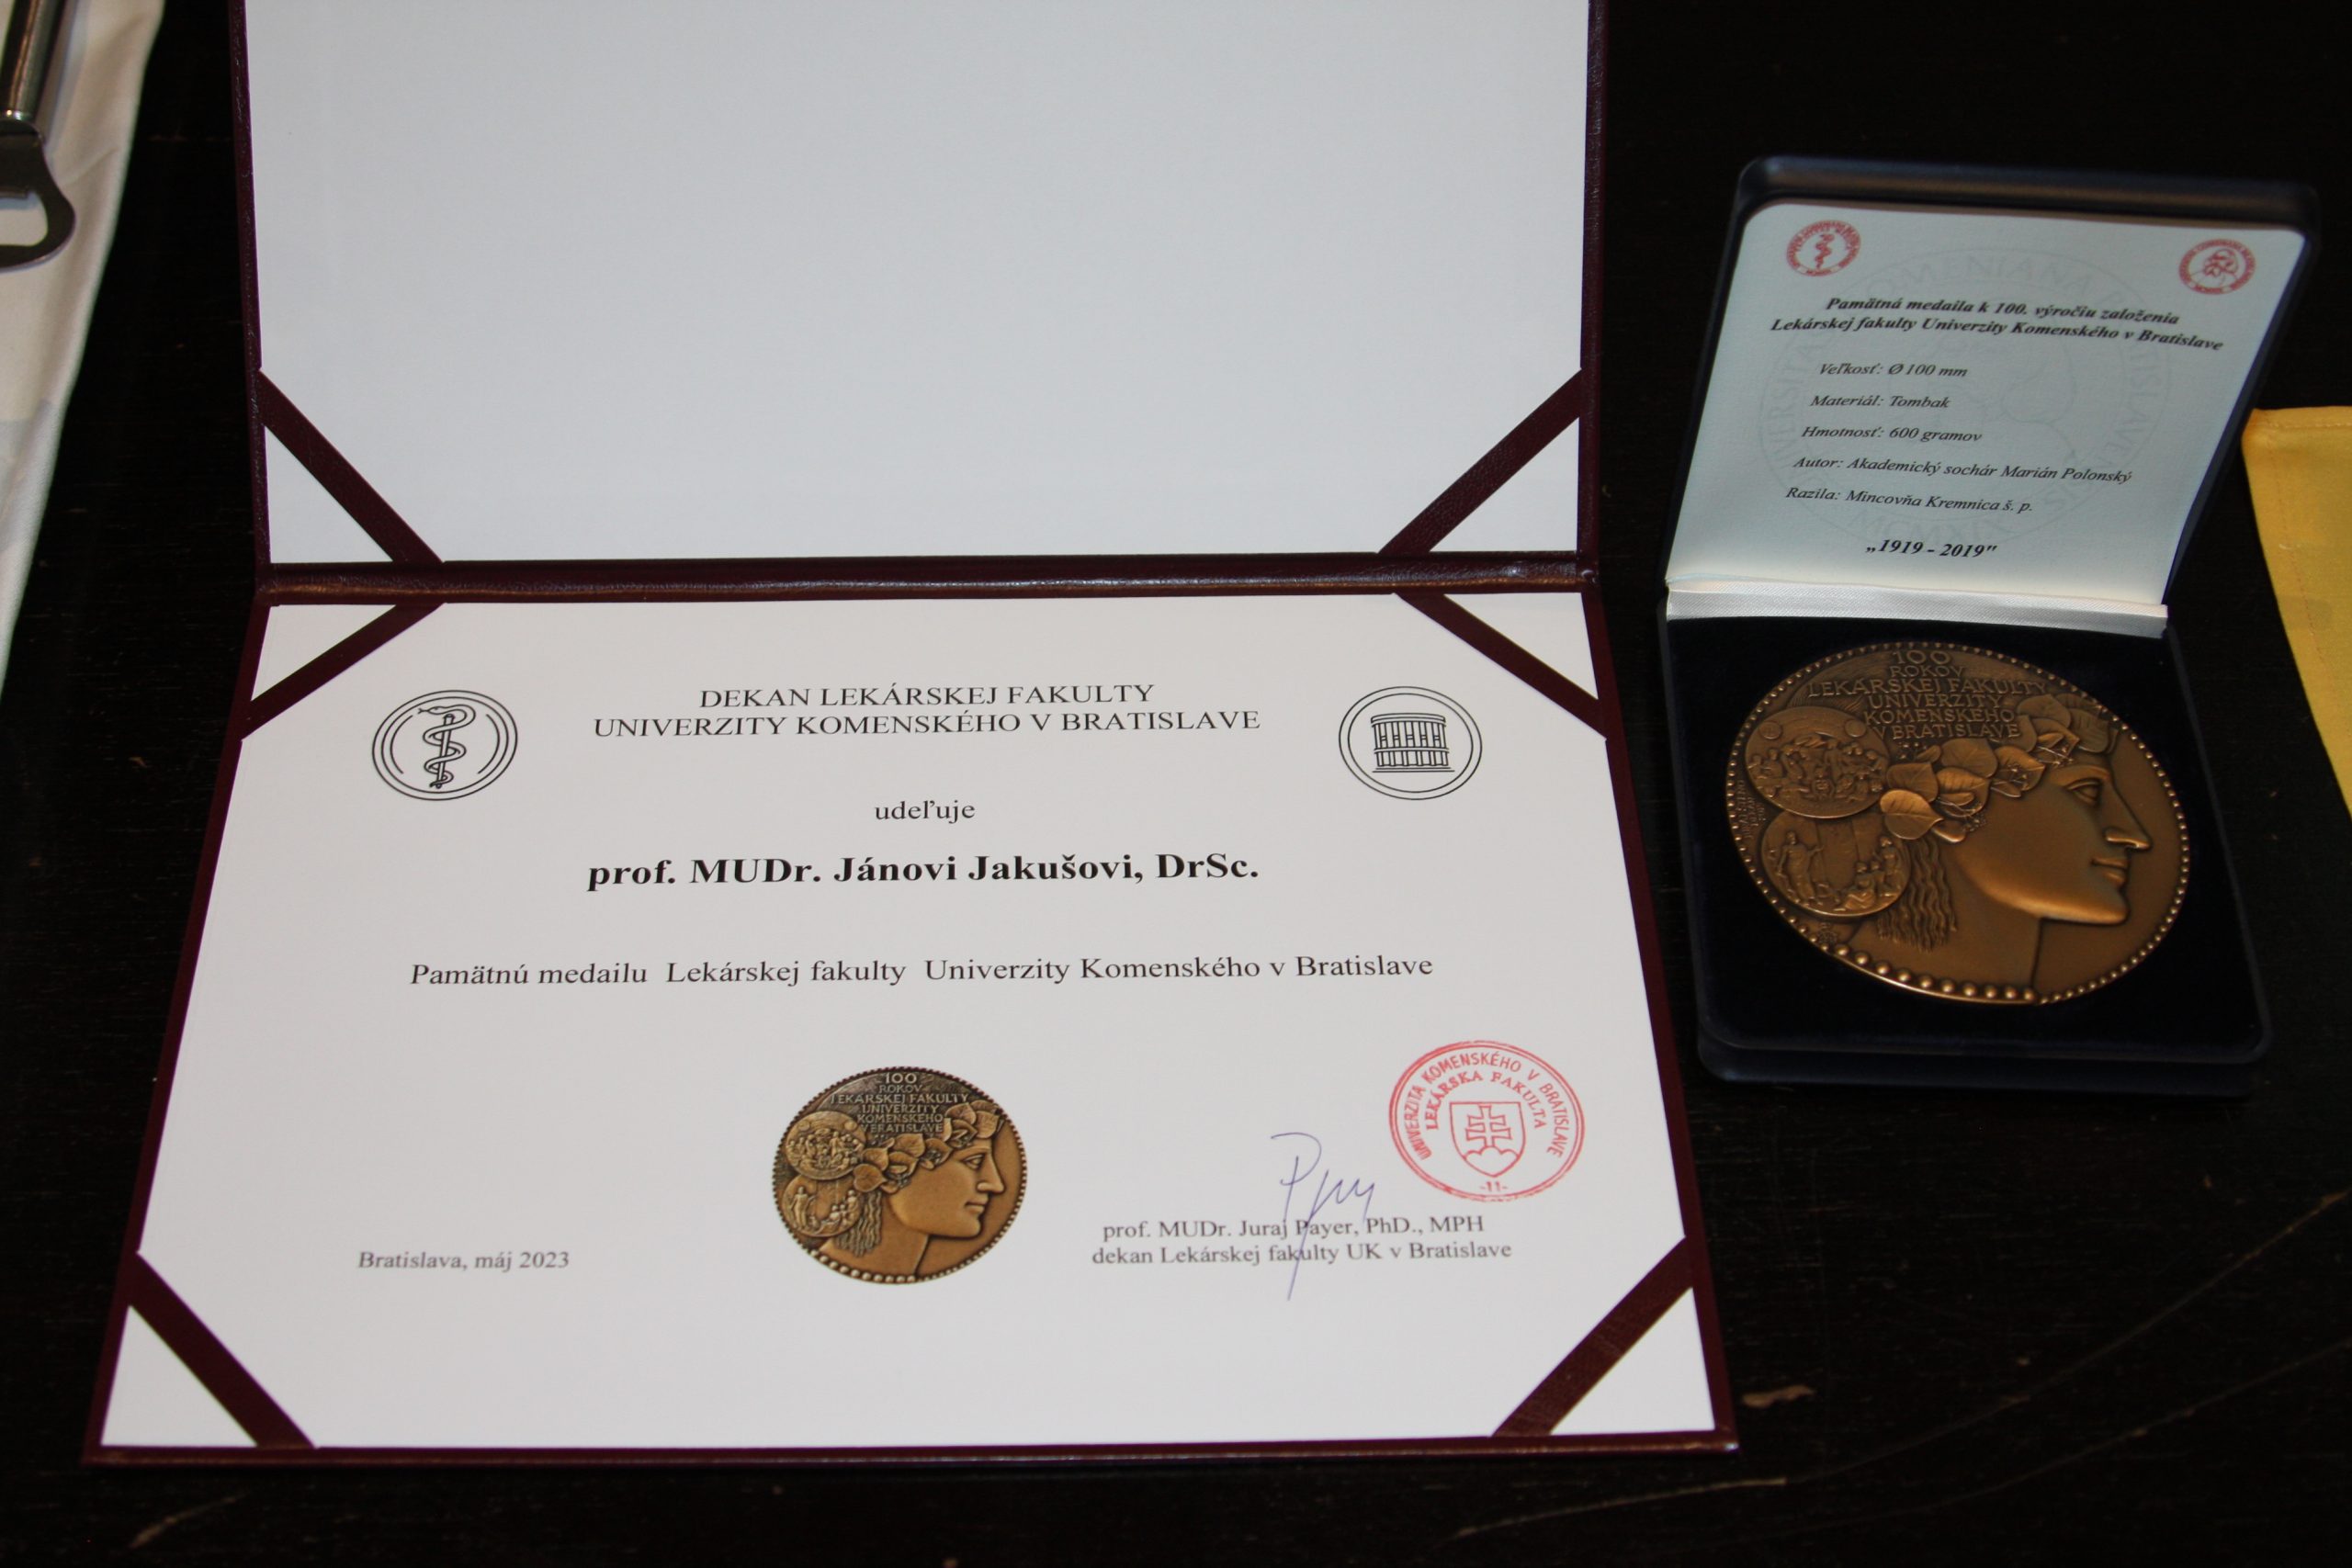 DEKAN LEKÁRSKEJ FAKULTY
UNIVERZITY KOMENSKÉHO V BRATISLAVE
udeľuje
prof. MUDr. Jánovi Jakušovi, DrSc.
Pamätnú medailu Lekárskej fakulty Univerzity Komenského v Bratislave
100
ROKOV
LEKÁRSKEJ FAKULTY
UNIVERZITY
KOMENSKÉHO
V BRATISLAVE
UNIVERZITA KOMENSKÉHO V BRATISLAVE
LEKÁRSKA FAKULTA
-11-
prof. MUDr. Juraj Payer, PhD., MPH
dekan Lekárskej fakulty UK v Bratislave
Bratislava, máj 2023
Pamätná medaila k 100. výročiu založenia
Lekárskej fakulty Univerzity Komenského v Bratislave
Veľkosť: Ø 100 mm
Materiál: Tombak
Hmotnosť: 600 gramov
Autor: Akademický sochár Marián Polonský
Razila: Mincovňa Kremnica š. p.
„1919 - 2019"
100
ROKOV
LEKÁRSKEJ FAKULTY
UNIVERZITY
KOMENSKÉHO
V BRATISLAVE